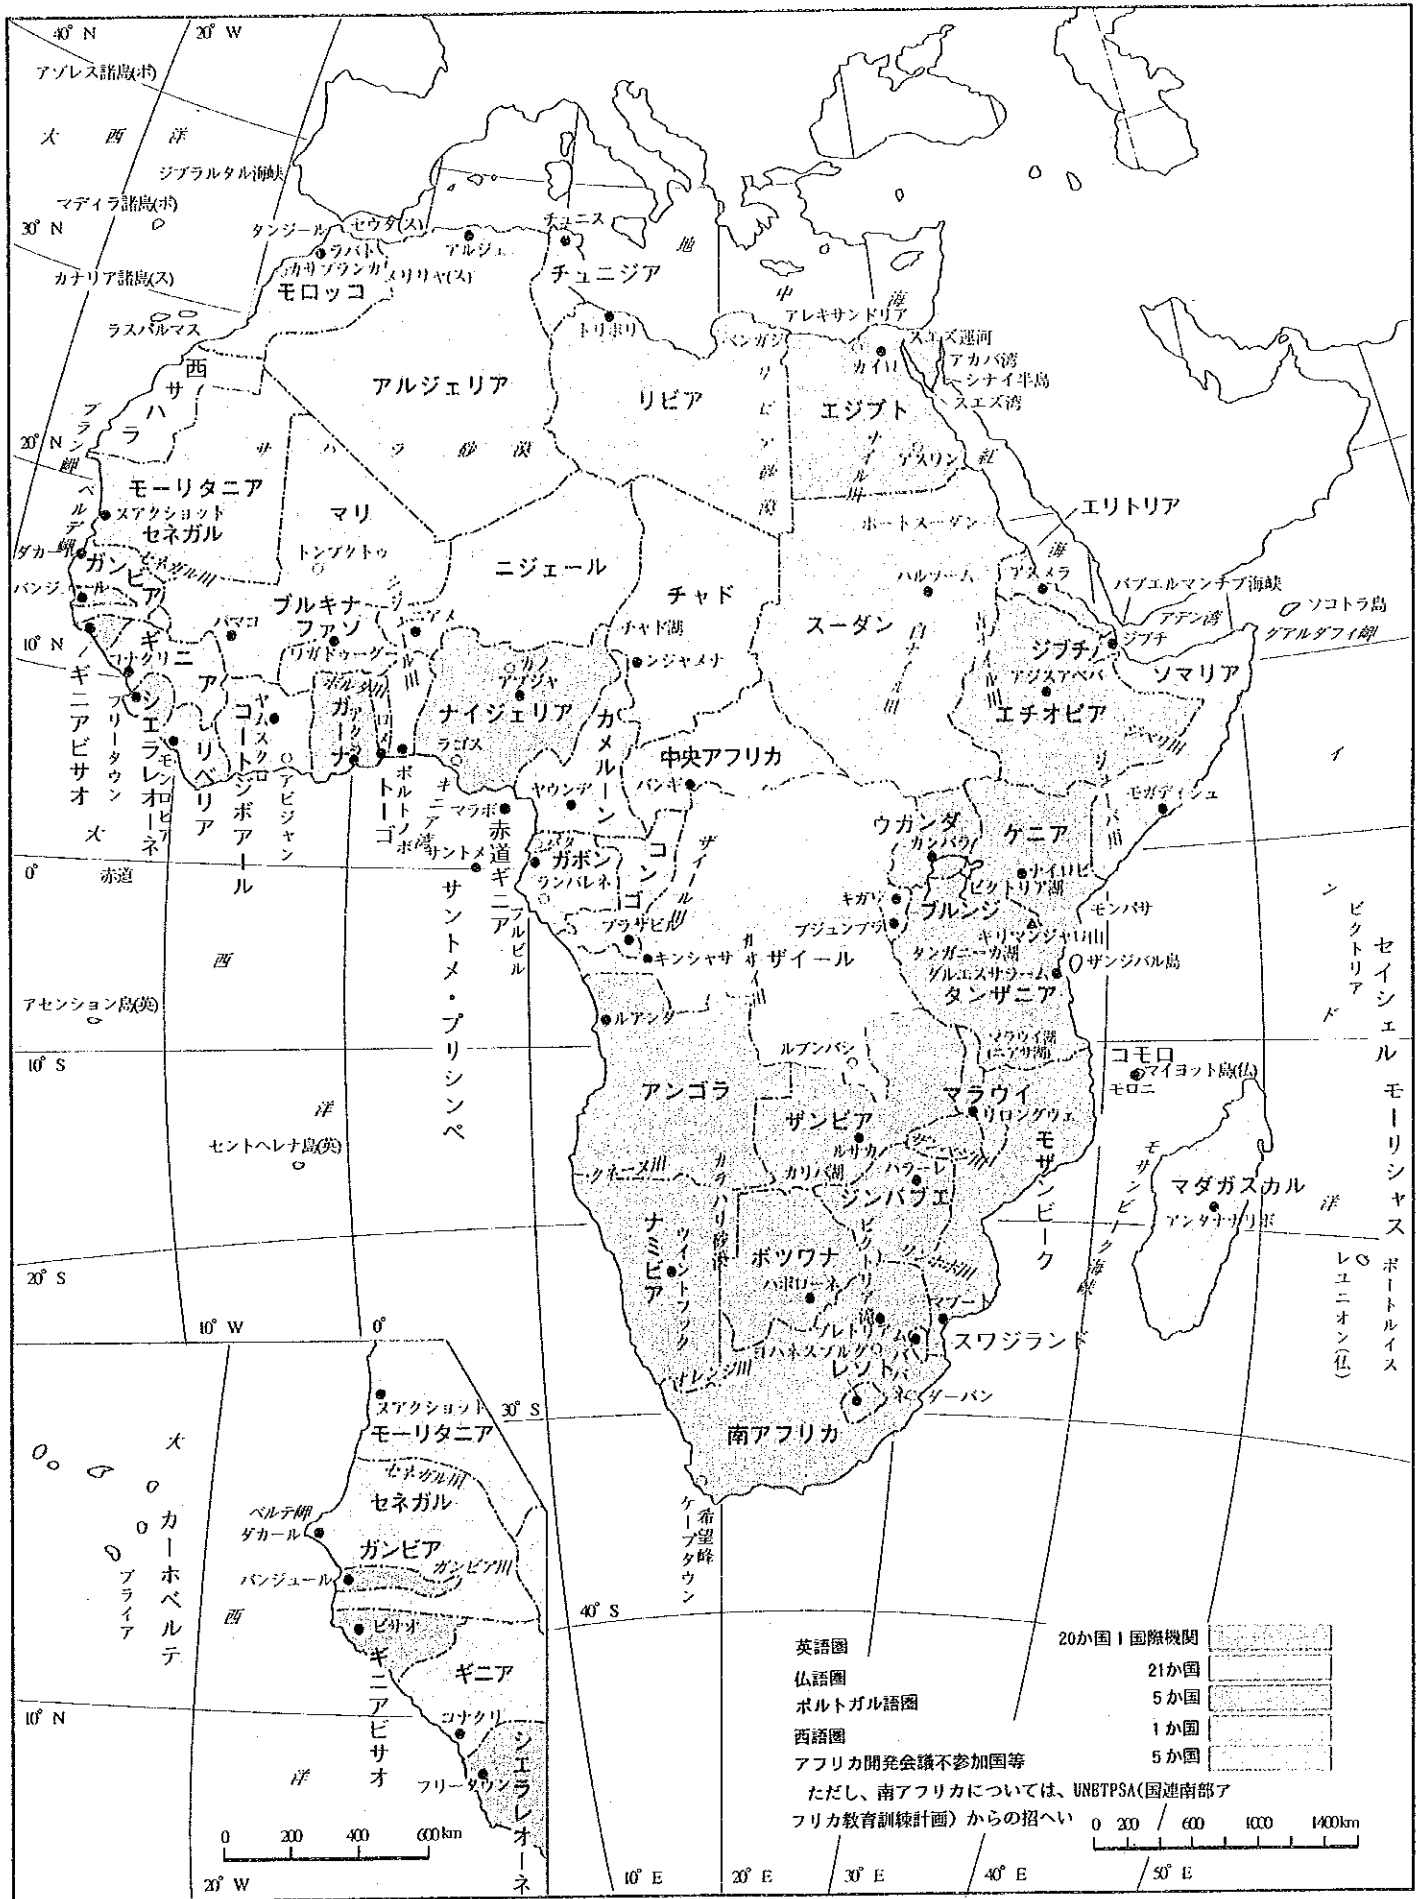 40° N
20° W
アゾレス諸島(ポ)
大西洋
ジブラルタル海峡
マディラ諸島(ポ)
30° N
タンジール
セウタ(ス)
ラバト
カサブランカ
メリリヤ(ス)
モロッコ
アルジェ
チュニス
チュニジア
地中海
カナリア諸島(ス)
ラスパルマス
トリポリ
ベンガジ
アレキサンドリア
スエズ運河
カイロ
アカバ湾
シナイ半島
スエズ湾
西サハラ
アルジェリア
リビア
リビア砂漠
エジプト
ナイル川
アスワン
紅海
ブラン岬
20° N
サハラ砂漠
ベルデ岬
モーリタニア
ヌアクショット
マリ
トンブクトゥ
ポートスーダン
エリトリア
セネガル
セネガル川
ダカール
ガンビア
バンジュール
ニジェール
チャド
ハルツーム
アスメラ
バブエルマンデブ海峡
アデン湾
ソコトラ島
グアルダフィ岬
ブルキナ
ファソ
ワガドゥーグー
ニアメ
バマコ
チャド湖
ンジャメナ
スーダン
白ナイル川
ジブチ
ジブチ
ソマリア
アジスアベバ
エチオピア
10° N
コナクリ
ギニア
ギニアビサオ
フリータウン
シエラレオーネ
モンロビア
リベリア
コートジボアール
ヤムスクロ
アビジャン
ボルタ川
ガーナ
アクラ
ロメ
トーゴ
ポルトノボ
カノ
アブジャ
ナイジェリア
ラゴス
ギニア湾
カメルーン
ヤウンデ
マラボ
赤道ギニア
中央アフリカ
バンギ
シベリ川
ジュバ川
モガディシュ
ウガンダ
カンパラ
ケニア
ナイロビ
ビクトリア湖
0°
赤道
サントメ
サントメ・プリンシペ
ガボン
ランバレネ
コンゴ
ザイール川
ブラザビル
キンシャサ
カサイ川
ザイール
キガリ
ブルンジ
ブジュンブラ
キリマンジャロ山
モンバサ
タンガニーカ湖
ダルエスサラーム
ザンジバル島
タンザニア
インド洋
ビクトリア
セイシェル
大西洋
アセンション島(英)
ルアンダ
10° S
アンゴラ
ルブンバシ
マラウイ湖
(ニアサ湖)
コモロ
マイヨット島(仏)
モロニ
マラウイ
リロングウェ
ザンビア
ルサカ
カリバ湖
ハラーレ
ジンバブエ
モザンビーク
モザンビーク海峡
マダガスカル
アンタナナリボ
モーリシャス
ポートルイス
レユニオン(仏)
セントヘレナ島(英)
クネーネ川
カラハリ砂漠
ナミビア
ウイントフック
ボツワナ
ハボローネ
20° S
10° W
0°
プレトリア
ヨハネスブルグ
マプート
スワジランド
オレンジ川
レソト
ダーバン
30° S
南アフリカ
ケープタウン
希望峰
40° S
ヌアクショット
モーリタニア
セネガル川
セネガル
ベルデ岬
ダカール
ガンビア
ガンビア川
バンジュール
ビサオ
ギニアビサオ
ギニア
コナクリ
フリータウン
シエラレオーネ
大西洋
カーホベルテ
プライア
10° N
0 200 400 600km
20° W
英語圏 20か国1国際機関
仏語圏 21か国
ポルトガル語圏 5か国
西語圏 1か国
アフリカ開発会議不参加国等 5か国
ただし、南アフリカについては、UNETPSA(国連南部ア
フリカ教育訓練計画) からの招へい
0 200 600 1000 1400km
10° E
20° E
30° E
40° E
50° E